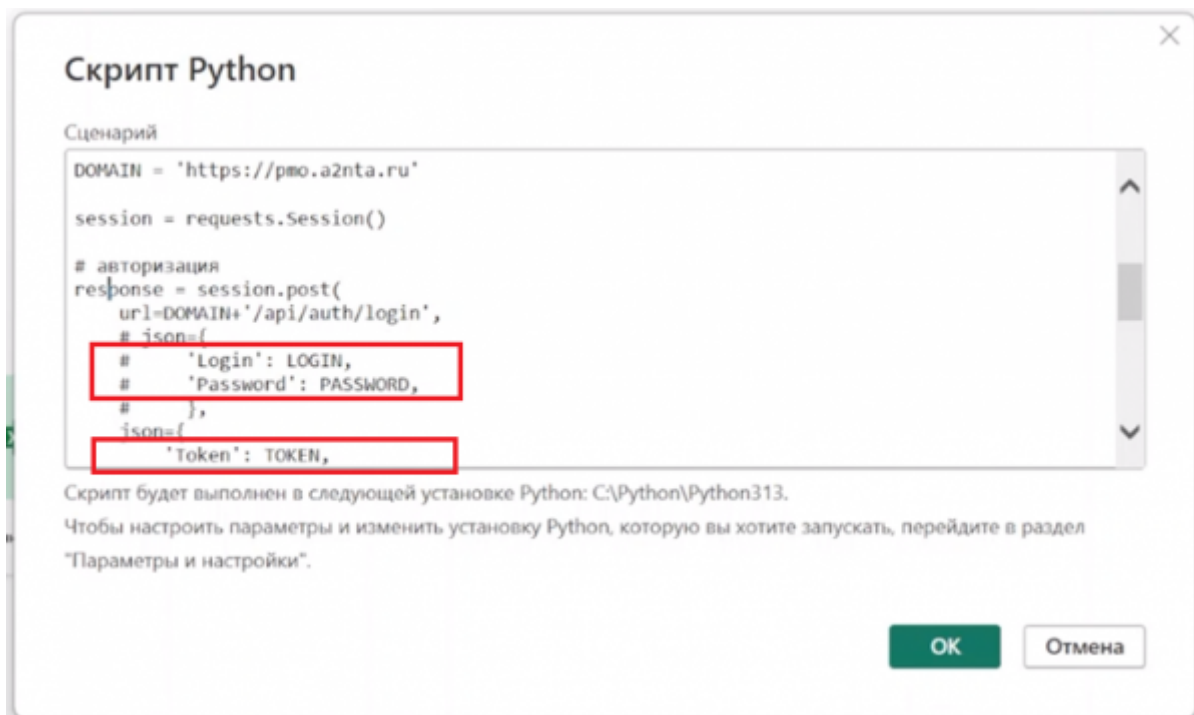 Скрипт Python
Сценарий
DOMAIN = 'https://pmo.a2nta.ru'
session = requests.Session()
# авторизация
response = session.post(
url=DOMAIN+'/api/auth/login',
# json={
# 'Login': LOGIN,
# 'Password': PASSWORD,
# },
json={
'Token': TOKEN,
Скрипт будет выполнен в следующей установке Python: C:\Python\Python313.
Чтобы настроить параметры и изменить установку Python, которую вы хотите запускать, перейдите в раздел
"Параметры и настройки".
ОК
Отмена